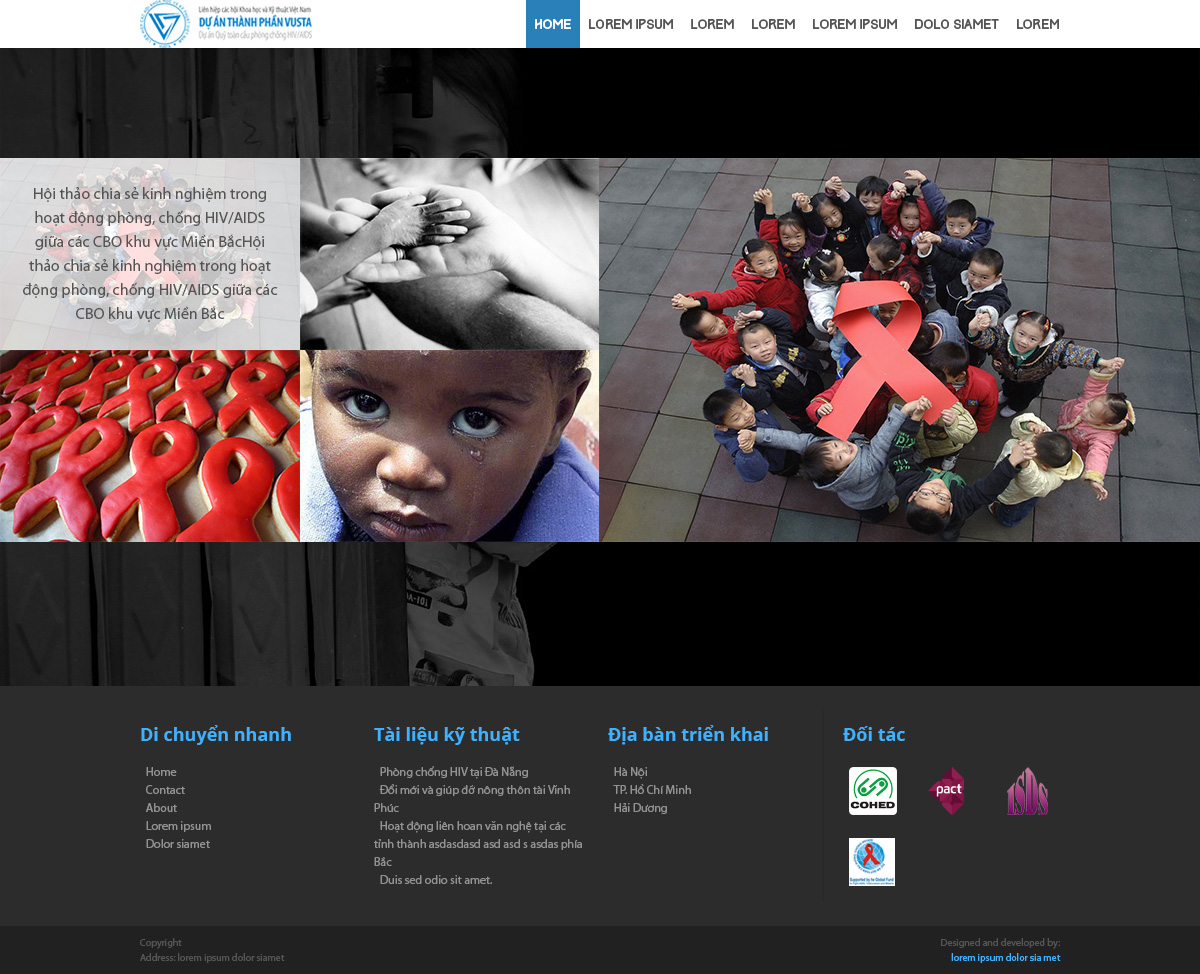 Liên hiệp các hội Khoa học và Kỹ thuật Việt Nam
DỰ ÁN THÀNH PHẦN VUSTA
Dự án Quỹ toàn cầu phòng chống HIV/AIDS
HOME LOREM IPSUM LOREM LOREM LOREM IPSUM DOLO SIAMET LOREM
Hội thảo chia sẻ kinh nghiệm trong
hoạt động phòng, chống HIV/AIDS
giữa các CBO khu vực Miền BắcHội
thảo chia sẻ kinh nghiệm trong hoạt
động phòng, chống HIV/AIDS giữa các
CBO khu vực Miền Bắc
Di chuyển nhanh
Home
Contact
About
Lorem ipsum
Dolor siamet
Tài liệu kỹ thuật
Phòng chống HIV tại Đà Nẵng
Đổi mới và giúp đỡ nông thôn tài Vính
Phúc
Hoạt động liên hoan văn nghệ tại các
tỉnh thành asdasdasd asd asd s asdas phía
Bắc
Duis sed odio sit amet.
Địa bàn triển khai
Hà Nội
TP. Hồ Chí Minh
Hải Dương
Đối tác
COHED
pact
Copyright
Address: lorem ipsum dolor siamet
Designed and developed by:
lorem ipsum dolor sia met